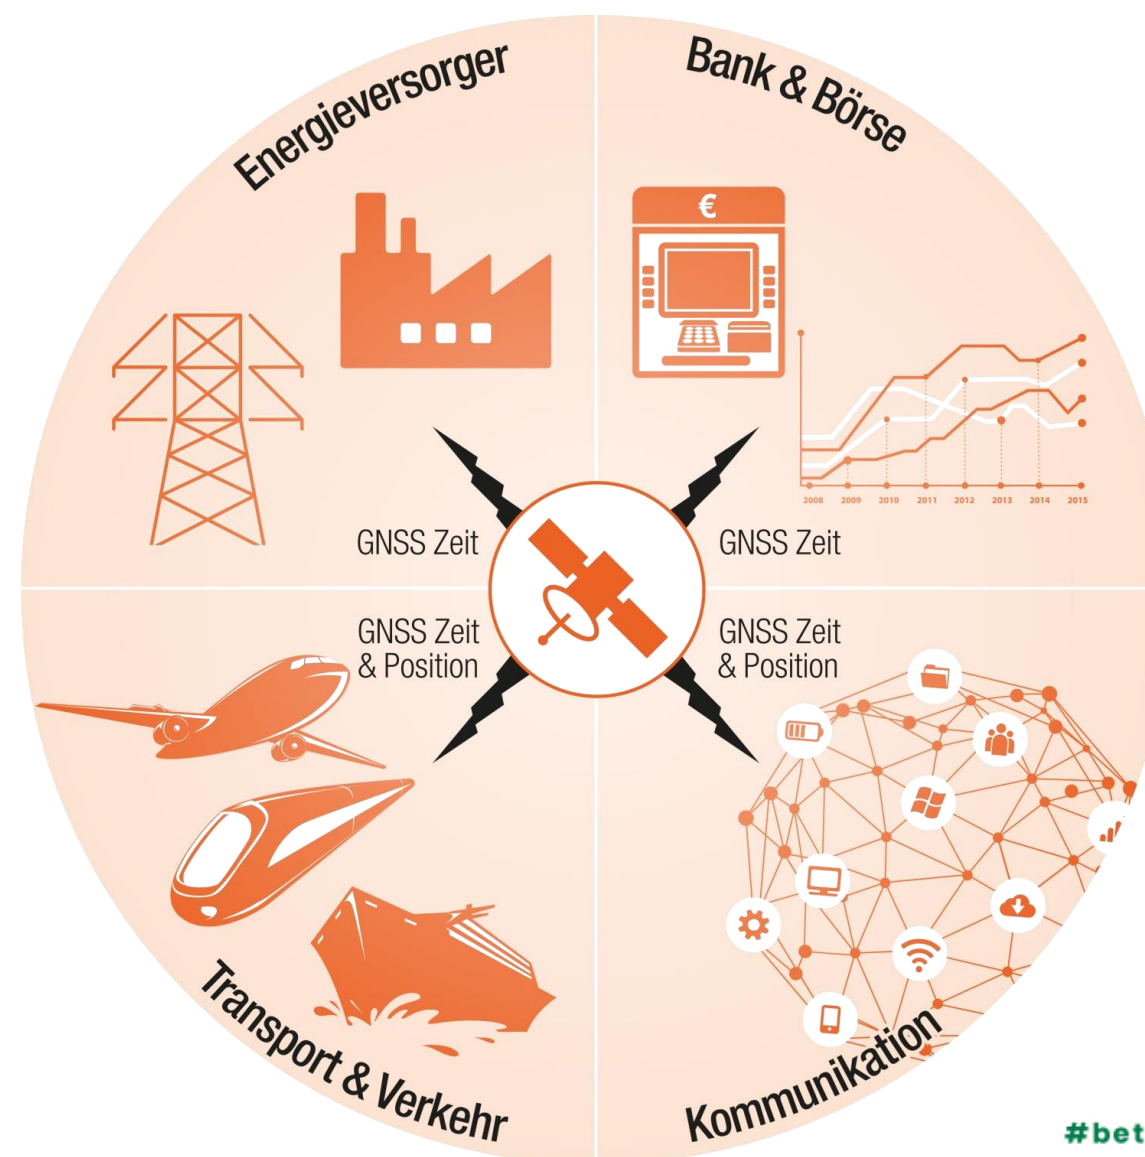 Energieversorger
Bank & Börse
€
2008 2009 2010 2011 2012 2013 2014 2015
GNSS Zeit
GNSS Zeit
GNSS Zeit
& Position
GNSS Zeit
& Position
Transport & Verkehr
Kommunikation
#bet